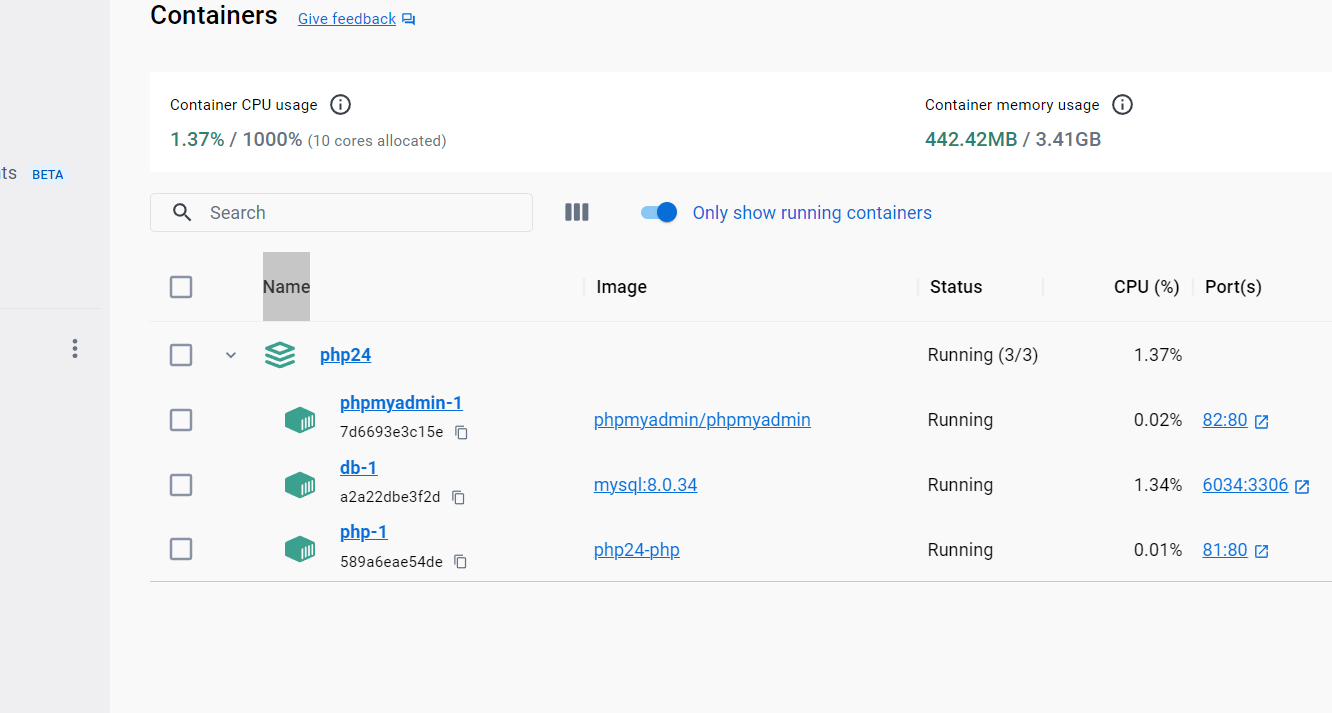 Containers Give feedback
Container CPU usage
1.37% / 1000% (10 cores allocated)
Container memory usage
442.42MB / 3.41GB
ts BETA
Search
Only show running containers
Name Image Status CPU (%) Port(s)
php24 Running (3/3) 1.37%
phpmyadmin-1
7d6693e3c15e
phpmyadmin/phpmyadmin Running 0.02% 82:80
db-1
a2a22dbe3f2d
mysql:8.0.34 Running 1.34% 6034:3306
php-1
589a6eae54de
php24-php Running 0.01% 81:80